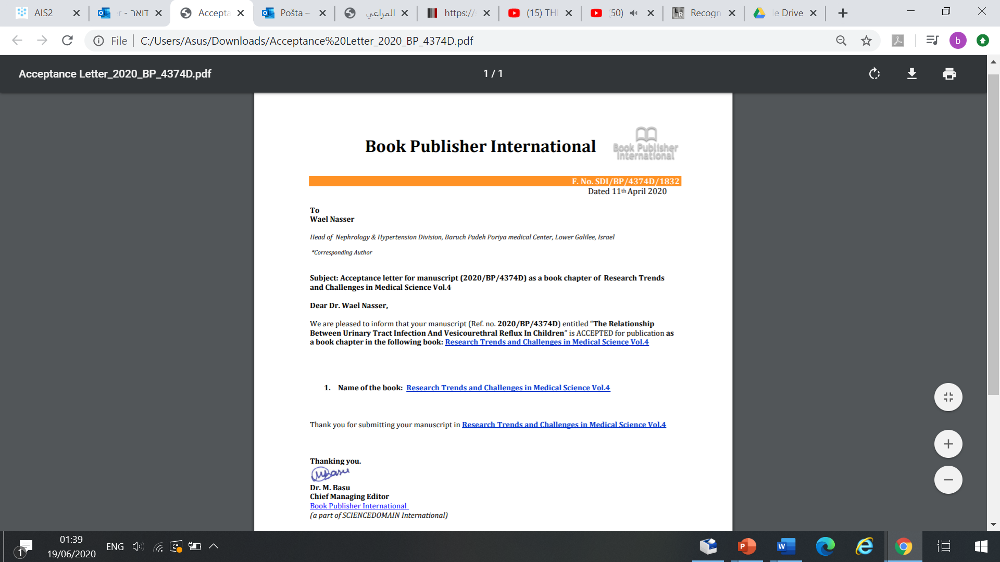 AIS2
דואר - r
Accepta
Pošta –
المراعي
https://
(15) TH
(50)
Recogn
le Drive
File
C:/Users/Asus/Downloads/Acceptance%20Letter_2020_BP_4374D.pdf
b
Acceptance Letter_2020_BP_4374D.pdf
1 / 1
Book Publisher International
Book Publisher
International
F. No. SDI/BP/4374D/1832
Dated 11th April 2020
To
Wael Nasser
Head of Nephrology & Hypertension Division, Baruch Padeh Poriya medical Center, Lower Galilee, Israel
*Corresponding Author
Subject: Acceptance letter for manuscript (2020/BP/4374D) as a book chapter of Research Trends
and Challenges in Medical Science Vol.4
Dear Dr. Wael Nasser,
We are pleased to inform that your manuscript (Ref. no. 2020/BP/4374D) entitled “The Relationship
Between Urinary Tract Infection And Vesicourethral Reflux In Children” is ACCEPTED for publication as
a book chapter in the following book: Research Trends and Challenges in Medical Science Vol.4
1. Name of the book: Research Trends and Challenges in Medical Science Vol.4
Thank you for submitting your manuscript in Research Trends and Challenges in Medical Science Vol.4
Thanking you.
MBasu
Dr. M. Basu
Chief Managing Editor
Book Publisher International
(a part of SCIENCEDOMAIN International)
1
01:39
19/06/2020
ENG